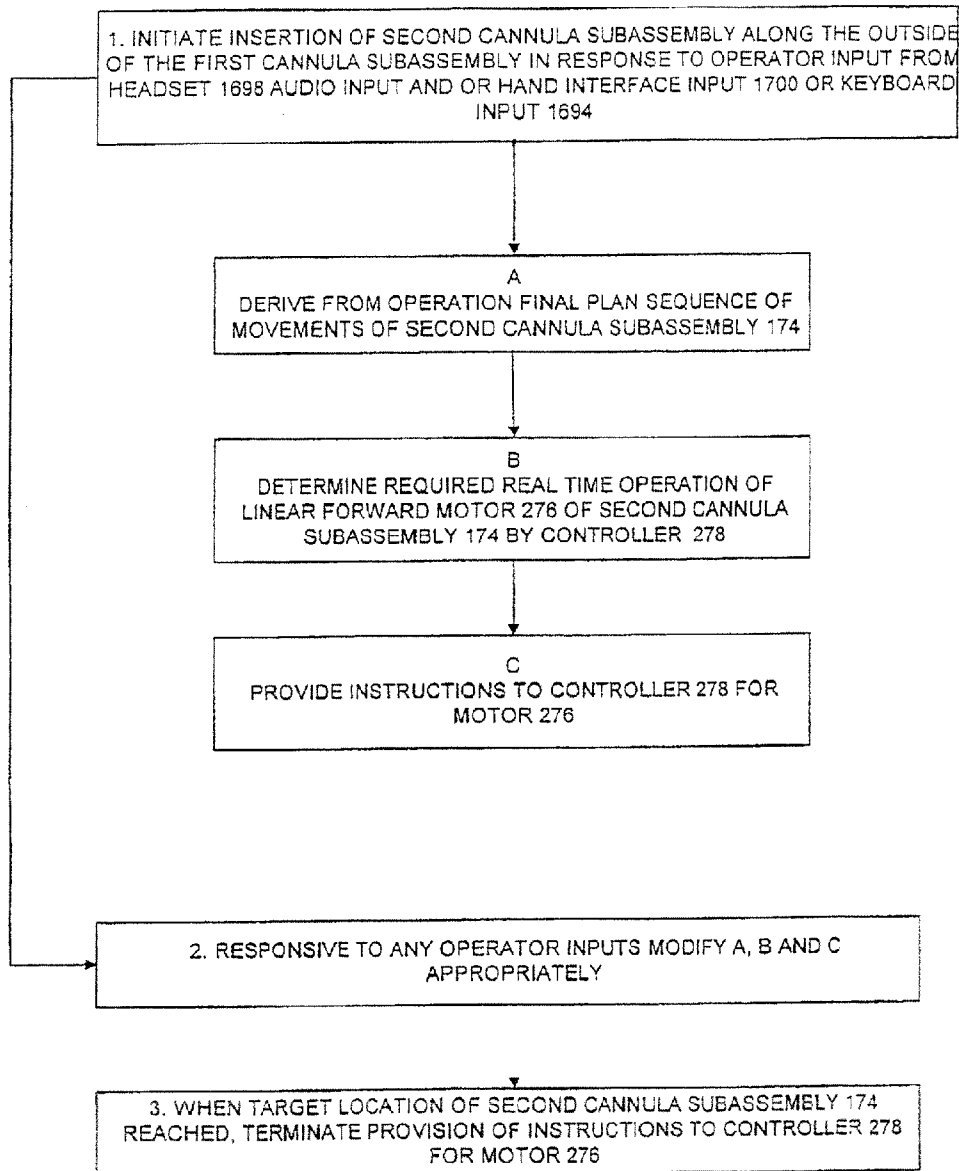 1. INITIATE INSERTION OF SECOND CANNULA SUBASSEMBLY ALONG THE OUTSIDE
OF THE FIRST CANNULA SUBASSEMBLY IN RESPONSE TO OPERATOR INPUT FROM
HEADSET 1698 AUDIO INPUT AND OR HAND INTERFACE INPUT 1700 OR KEYBOARD
INPUT 1694
A
DERIVE FROM OPERATION FINAL PLAN SEQUENCE OF
MOVEMENTS OF SECOND CANNULA SUBASSEMBLY 174
B
DETERMINE REQUIRED REAL TIME OPERATION OF
LINEAR FORWARD MOTOR 276 OF SECOND CANNULA
SUBASSEMBLY 174 BY CONTROLLER 278
C
PROVIDE INSTRUCTIONS TO CONTROLLER 278 FOR
MOTOR 276
2. RESPONSIVE TO ANY OPERATOR INPUTS MODIFY A, B AND C
APPROPRIATELY
3. WHEN TARGET LOCATION OF SECOND CANNULA SUBASSEMBLY 174
REACHED, TERMINATE PROVISION OF INSTRUCTIONS TO CONTROLLER 278
FOR MOTOR 276